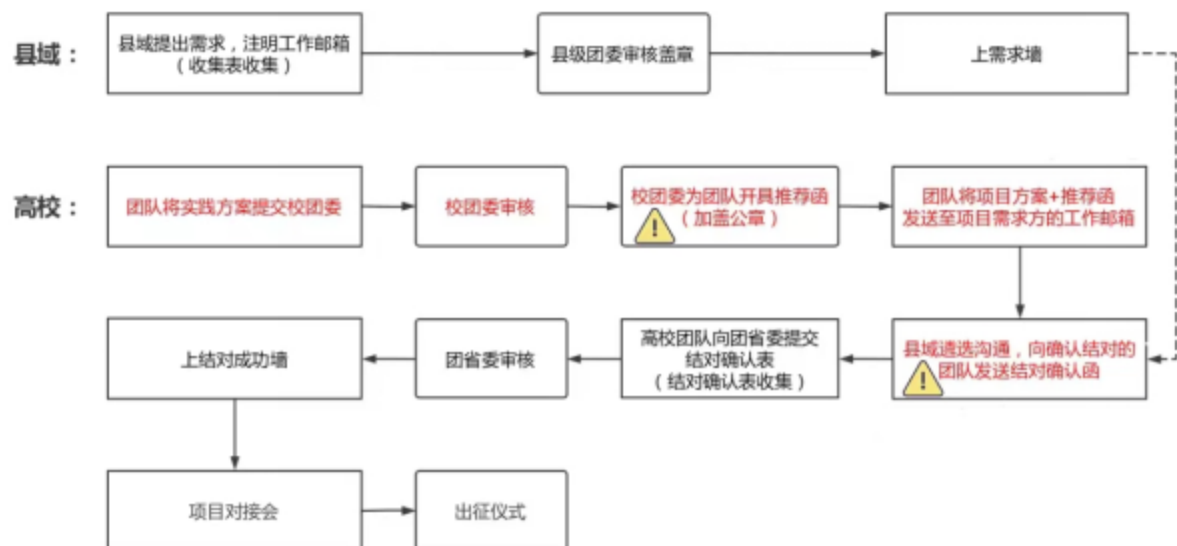 县域：
县域提出需求，注明工作邮箱
（收集表收集）
县级团委审核盖章
上需求墙
高校：
团队将实践方案提交校团委
校团委审核
校团委为团队开具推荐函
（加盖公章）
团队将项目方案+推荐函
发送至项目需求方的工作邮箱
县域遴选沟通，向确认结对的
团队发送结对确认函
高校团队向团省委提交
结对确认表
（结对确认表收集）
团省委审核
上结对成功墙
项目对接会
出征仪式